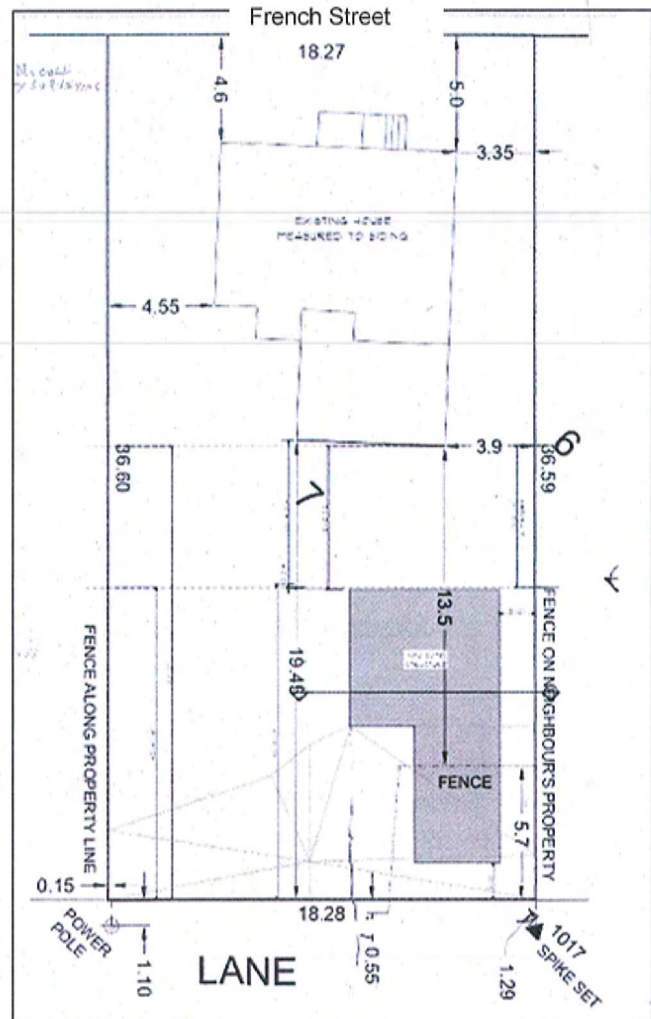 French Street
18.27
4.6
5.0
3.35
EXISTING HOUSE
MEASURED TO SIDING
4.55
3.9
6
36.60
36.59
7
13.5
19.45
FENCE ALONG PROPERTY LINE
FENCE ON NEIGHBOUR'S PROPERTY
FENCE
5.7
0.15
18.28
POWER
POLE
1.10
LANE
0.55
1.29
1017
SPIKE SET